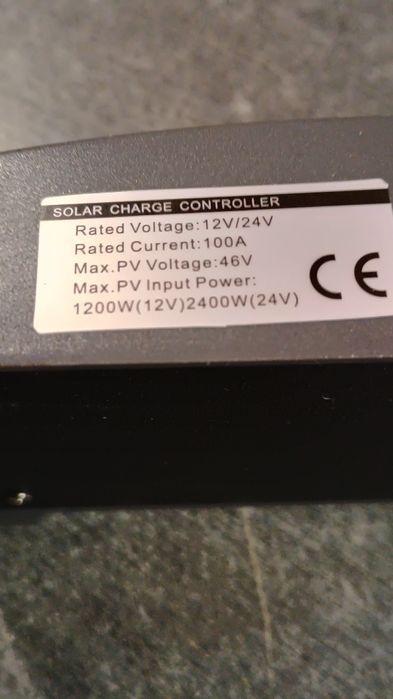 SOLAR CHARGE CONTROLLER
Rated Voltage:12V/24V
Rated Current:100A
Max.PV Voltage:46V
Max.PV Input Power:
1200W(12V)2400W(24V)
CE